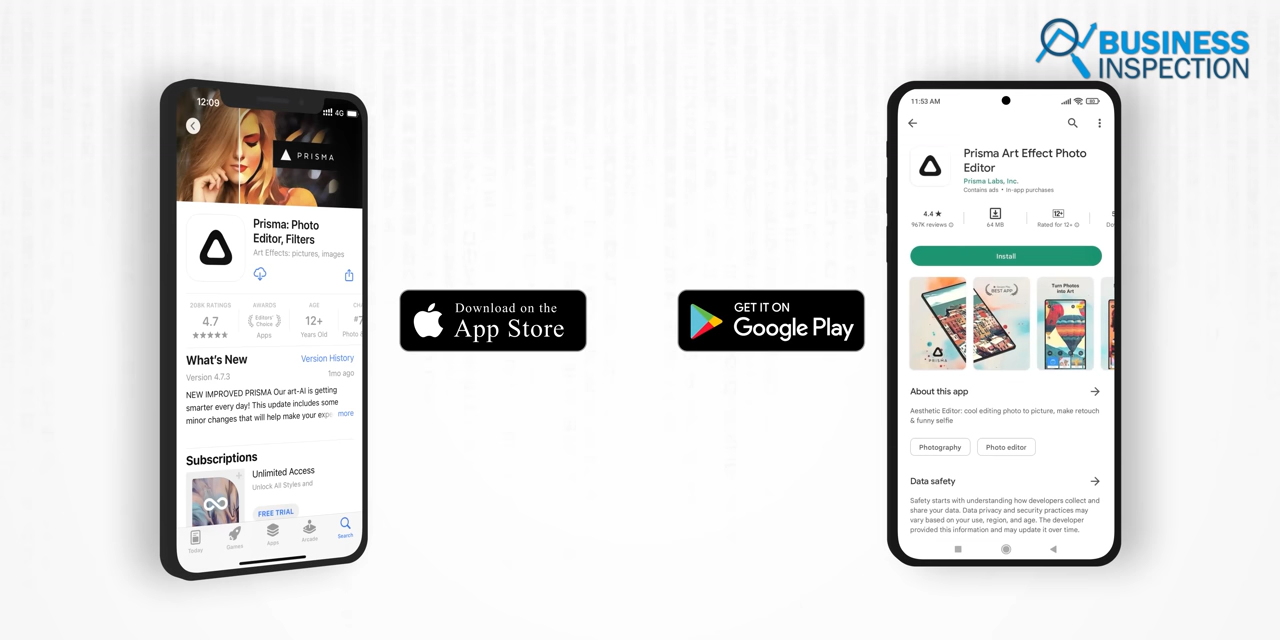 BUSINESS
INSPECTION
12:09
4G
PRISMA
Prisma: Photo
Editor, Filters
Art Effects: pictures, images
208K RATINGS
AWARDS
AGE
4.7
Editors'
Choice
12+
#7
Apps
Years Old
What's New
Version History
Version 4.7.3
1mo ago
NEW IMPROVED PRISMA Our art-AI is getting
smarter every day! This update includes some
minor changes that will help make your more
Subscriptions
Unlimited Access
Unlock All Styles and
FREE TRIAL
Today
Games
Apps
Arcade
Search
Download on the
App Store
GET IT ON
Google Play
11:53 AM
Prisma Art Effect Photo
Editor
Prisma Labs, Inc.
Contains ads • In-app purchases
4.4 ★
12+
967K reviews
64 MB
Rated for 12+
Install
BEST APP
Turn Photos
into Art
PRISMA
About this app
Aesthetic Editor: cool editing photo to picture, make retouch
& funny selfie
Photography
Photo editor
Data safety
Safety starts with understanding how developers collect and
share your data. Data privacy and security practices may
vary based on your use, region, and age. The developer
provided this information and may update it over time.